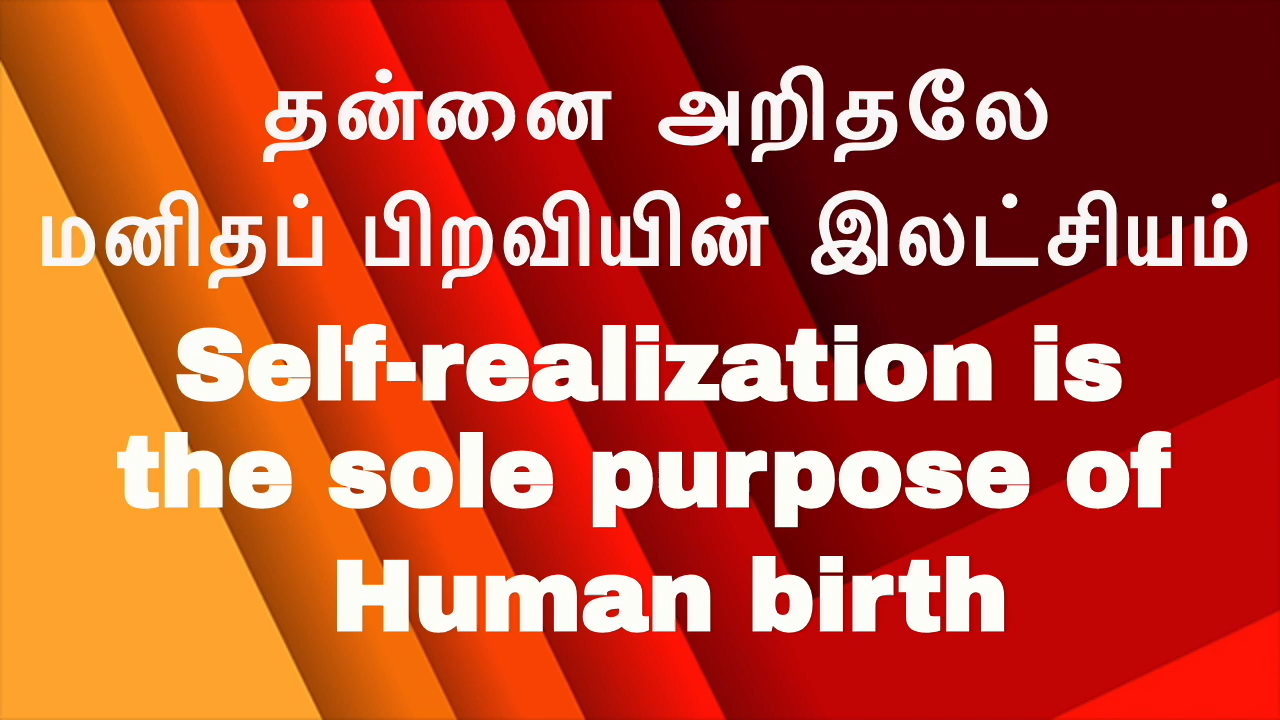 தன்னை அறிதலே
மனிதப் பிறவியின் இலட்சியம்
Self-realization is
the sole purpose of
Human birth